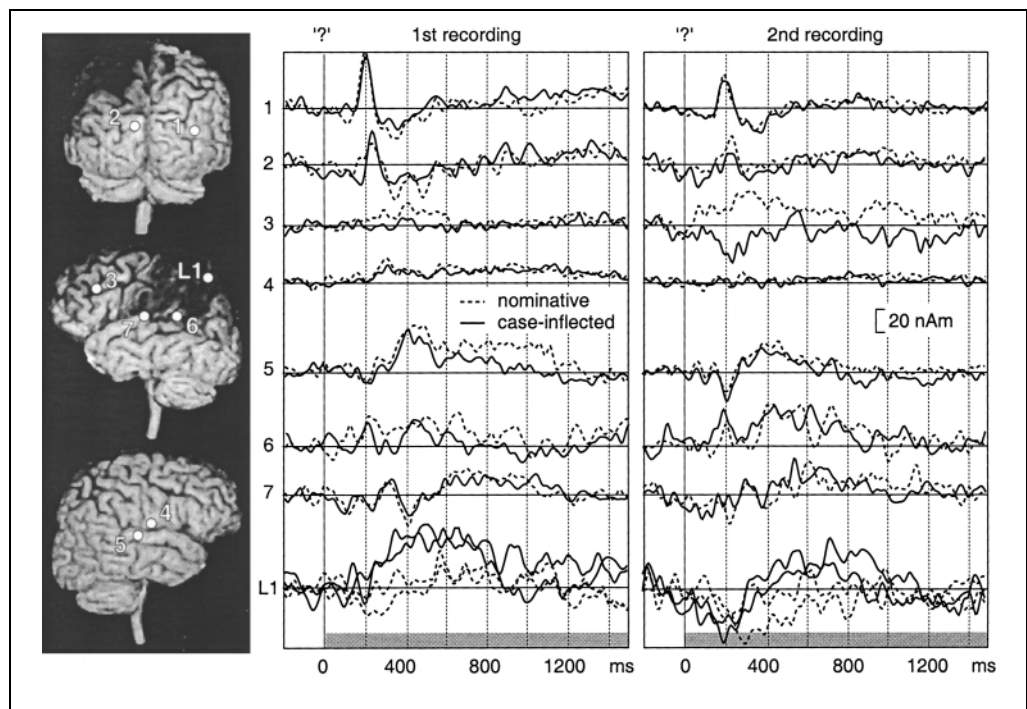 '?' 1st recording
'?' 2nd recording
2 1
L1
3
7 6
4
5
1
2
3
4
nominative
case-inflected
20 nAm
5
6
7
L1
0 400 800 1200 ms
0 400 800 1200 ms